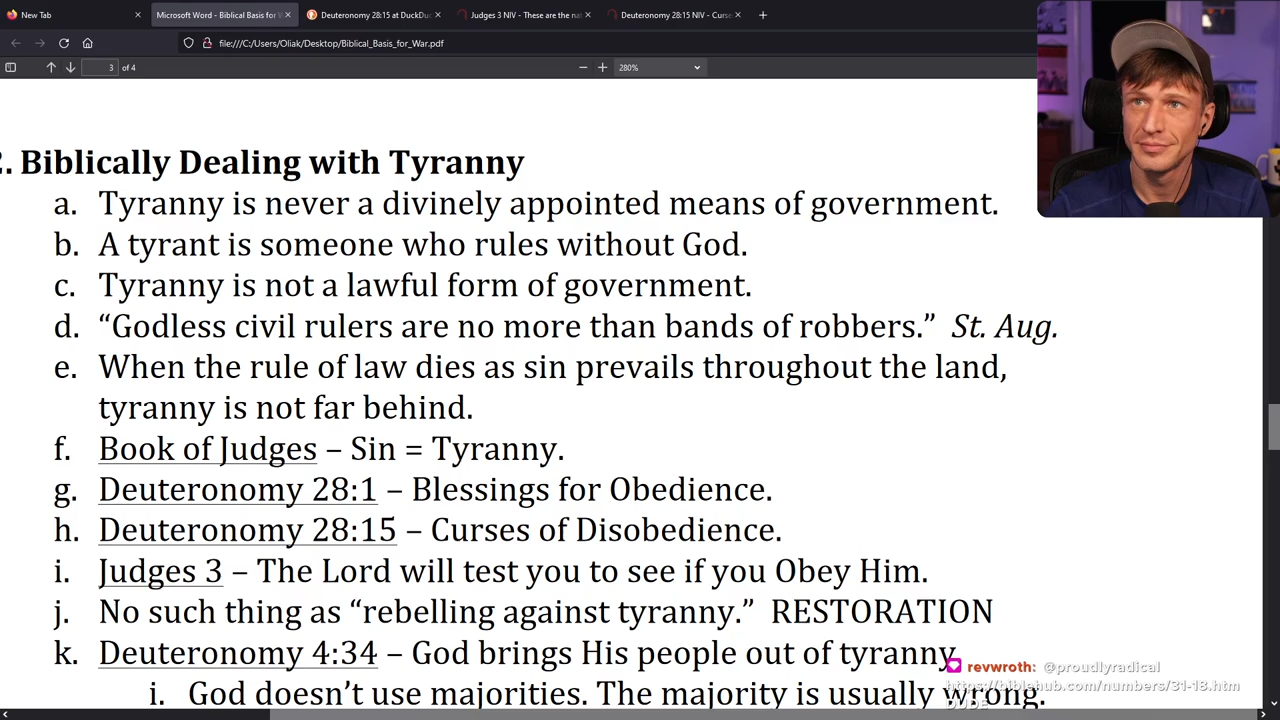 New Tab
Microsoft Word - Biblical Basis for W
Deuteronomy 28:15 at DuckDuc
Judges 3 NIV - These are the na
Deuteronomy 28:15 NIV - Curse
file:///C:/Users/Oliak/Desktop/Biblical_Basis_for_War.pdf
3 of 4
280%
2. Biblically Dealing with Tyranny
a. Tyranny is never a divinely appointed means of government.
b. A tyrant is someone who rules without God.
c. Tyranny is not a lawful form of government.
d. “Godless civil rulers are no more than bands of robbers.” St. Aug.
e. When the rule of law dies as sin prevails throughout the land,
tyranny is not far behind.
f. Book of Judges – Sin = Tyranny.
g. Deuteronomy 28:1 – Blessings for Obedience.
h. Deuteronomy 28:15 – Curses of Disobedience.
i. Judges 3 – The Lord will test you to see if you Obey Him.
j. No such thing as “rebelling against tyranny.” RESTORATION
k. Deuteronomy 4:34 – God brings His people out of tyranny.
i. God doesn’t use majorities. The majority is usually wrong.
revwroth: @proudlyradical
https://biblehub.com/numbers/31-18.htm
DUDE